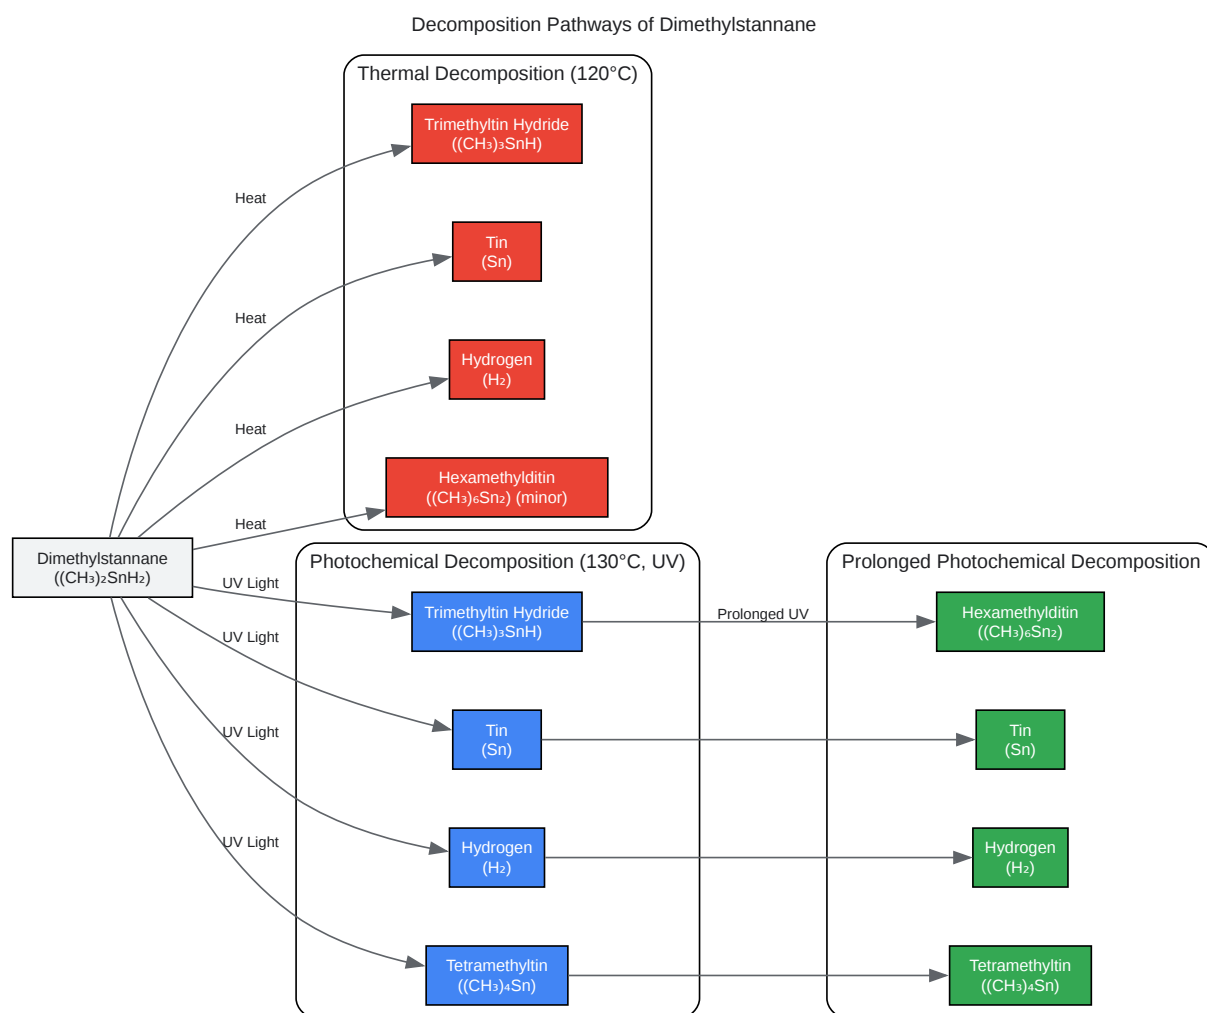 Decomposition Pathways of Dimethylstannane
Thermal Decomposition (120°C)
Trimethyltin Hydride
((CH₃)₃SnH)
Heat
Tin
(Sn)
Heat
Hydrogen
(H₂)
Heat
Hexamethylditin
((CH₃)₆Sn₂) (minor)
Heat
Dimethylstannane
((CH₃)₂SnH₂)
Photochemical Decomposition (130°C, UV)
Prolonged Photochemical Decomposition
UV Light
Trimethyltin Hydride
((CH₃)₃SnH)
Prolonged UV
Hexamethylditin
((CH₃)₆Sn₂)
UV Light
Tin
(Sn)
Tin
(Sn)
UV Light
Hydrogen
(H₂)
Hydrogen
(H₂)
UV Light
Tetramethyltin
((CH₃)₄Sn)
Tetramethyltin
((CH₃)₄Sn)